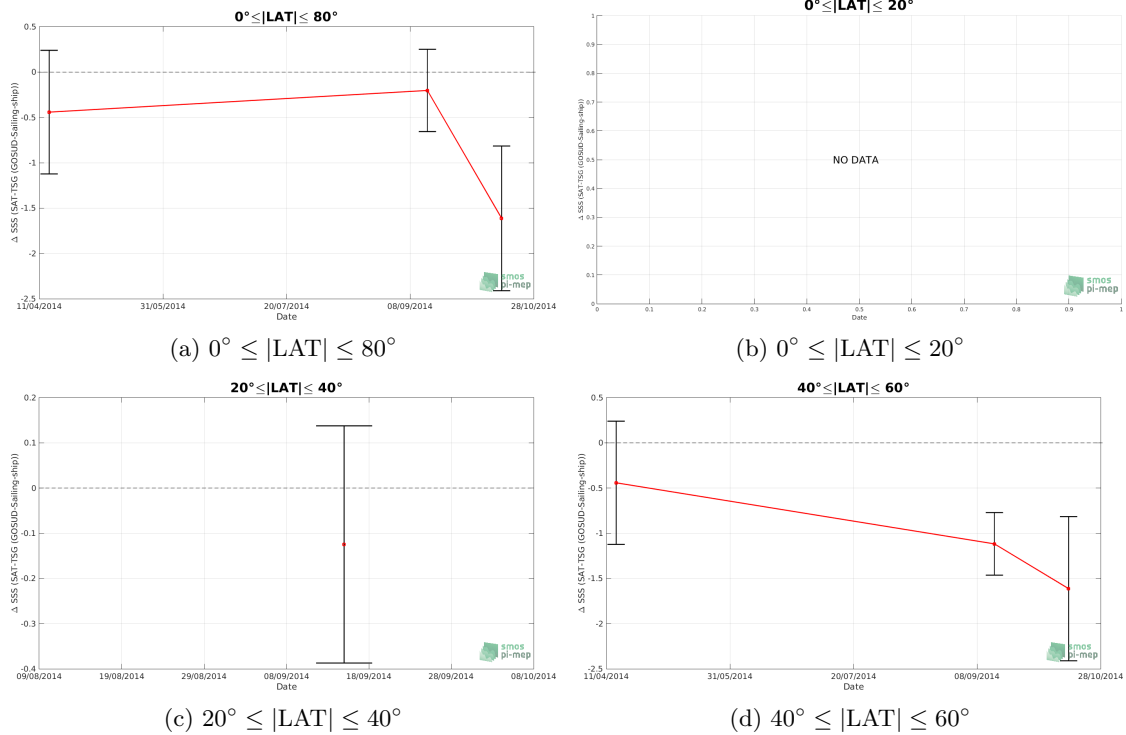 0°≤|LAT|≤ 80°
0.5
0
-0.5
-1
-1.5
-2
-2.5
Δ SSS (SAT-TSG (GOSUD-Sailing-ship))
11/04/2014 31/05/2014 20/07/2014 08/09/2014 28/10/2014
Date
smos
pi-mep
(a) 0° ≤ |LAT| ≤ 80°
0°≤|LAT|≤ 20°
1
0.9
0.8
0.7
0.6
0.5
0.4
0.3
0.2
0.1
0
Δ SSS (SAT-TSG (GOSUD-Sailing-ship))
NO DATA
0 0.1 0.2 0.3 0.4 0.5 0.6 0.7 0.8 0.9 1
Date
smos
pi-mep
(b) 0° ≤ |LAT| ≤ 20°
20°≤|LAT|≤ 40°
0.2
0.1
0
-0.1
-0.2
-0.3
-0.4
Δ SSS (SAT-TSG (GOSUD-Sailing-ship))
09/08/2014 19/08/2014 29/08/2014 08/09/2014 18/09/2014 28/09/2014 08/10/2014
Date
smos
pi-mep
(c) 20° ≤ |LAT| ≤ 40°
40°≤|LAT|≤ 60°
0.5
0
-0.5
-1
-1.5
-2
-2.5
Δ SSS (SAT-TSG (GOSUD-Sailing-ship))
11/04/2014 31/05/2014 20/07/2014 08/09/2014 28/10/2014
Date
smos
pi-mep
(d) 40° ≤ |LAT| ≤ 60°